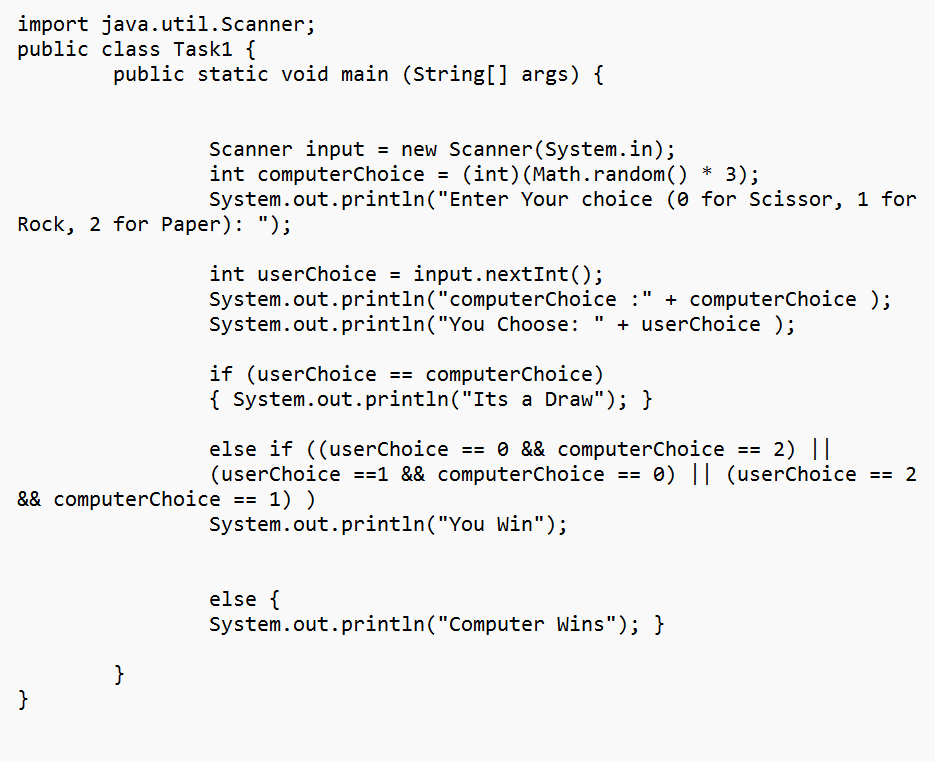 import java.util.Scanner;
public class Task1 {
public static void main (String[] args) {
Scanner input = new Scanner(System.in);
int computerChoice = (int)(Math.random() * 3);
System.out.println("Enter Your choice (0 for Scissor, 1 for
Rock, 2 for Paper): ");
int userChoice = input.nextInt();
System.out.println("computerChoice :" + computerChoice );
System.out.println("You Choose: " + userChoice );
if (userChoice == computerChoice)
{ System.out.println("Its a Draw"); }
else if ((userChoice == 0 && computerChoice == 2) ||
(userChoice ==1 && computerChoice == 0) || (userChoice == 2
&& computerChoice == 1) )
System.out.println("You Win");
else {
System.out.println("Computer Wins"); }
}
}